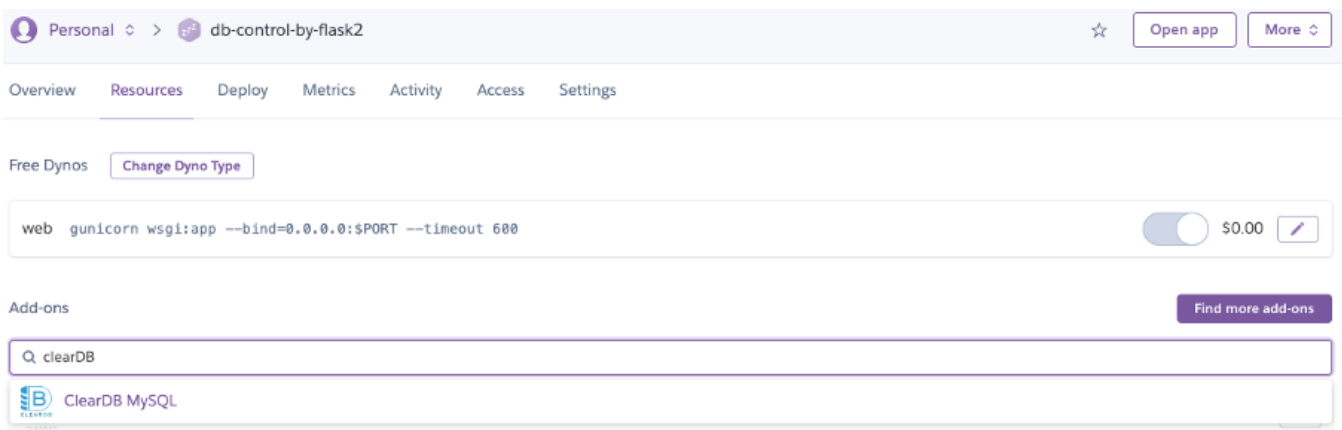 Personal > db-control-by-flask2 Open app More
Overview Resources Deploy Metrics Activity Access Settings
Free Dynos Change Dyno Type
web gunicorn wsgi:app --bind=0.0.0.0:$PORT --timeout 600 $0.00
Add-ons Find more add-ons
clearDB
B ClearDB MySQL
CLEARDB